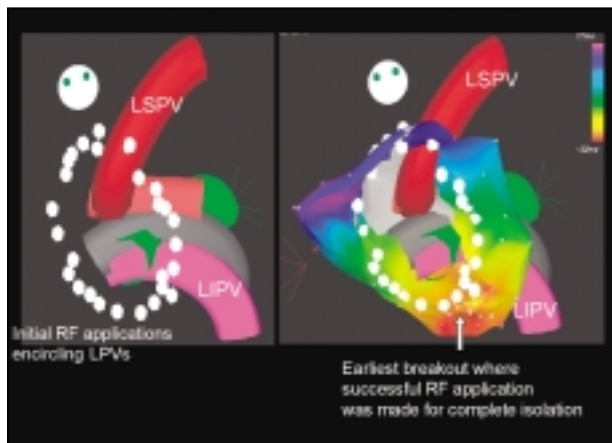 LSPV
LIPV
Initial RF applications
encircling LPVs
LSPV
LIPV
Earliest breakout where
successful RF application
was made for complete isolation